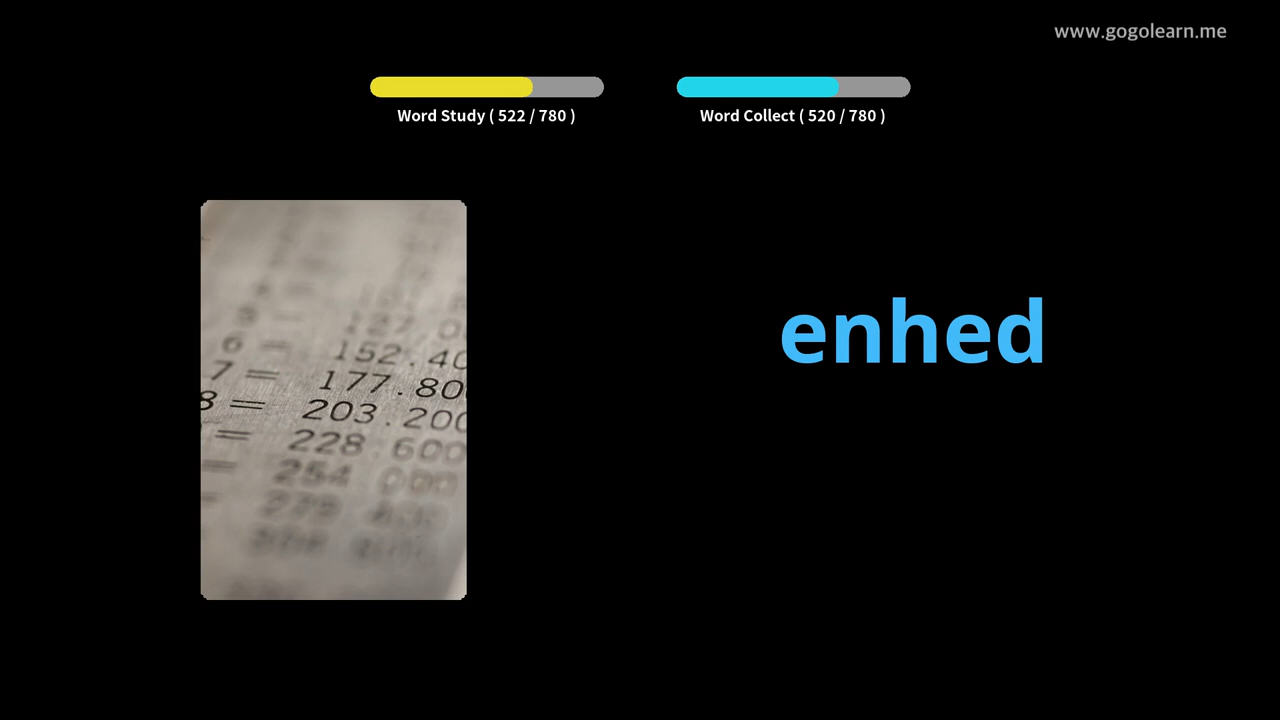 www.gogolearn.me
Word Study ( 522 / 780 )
Word Collect ( 520 / 780 )
enhed
6 = 152.40
7 = 177.80
8 = 203.200
= 228.600
= 254 000
=